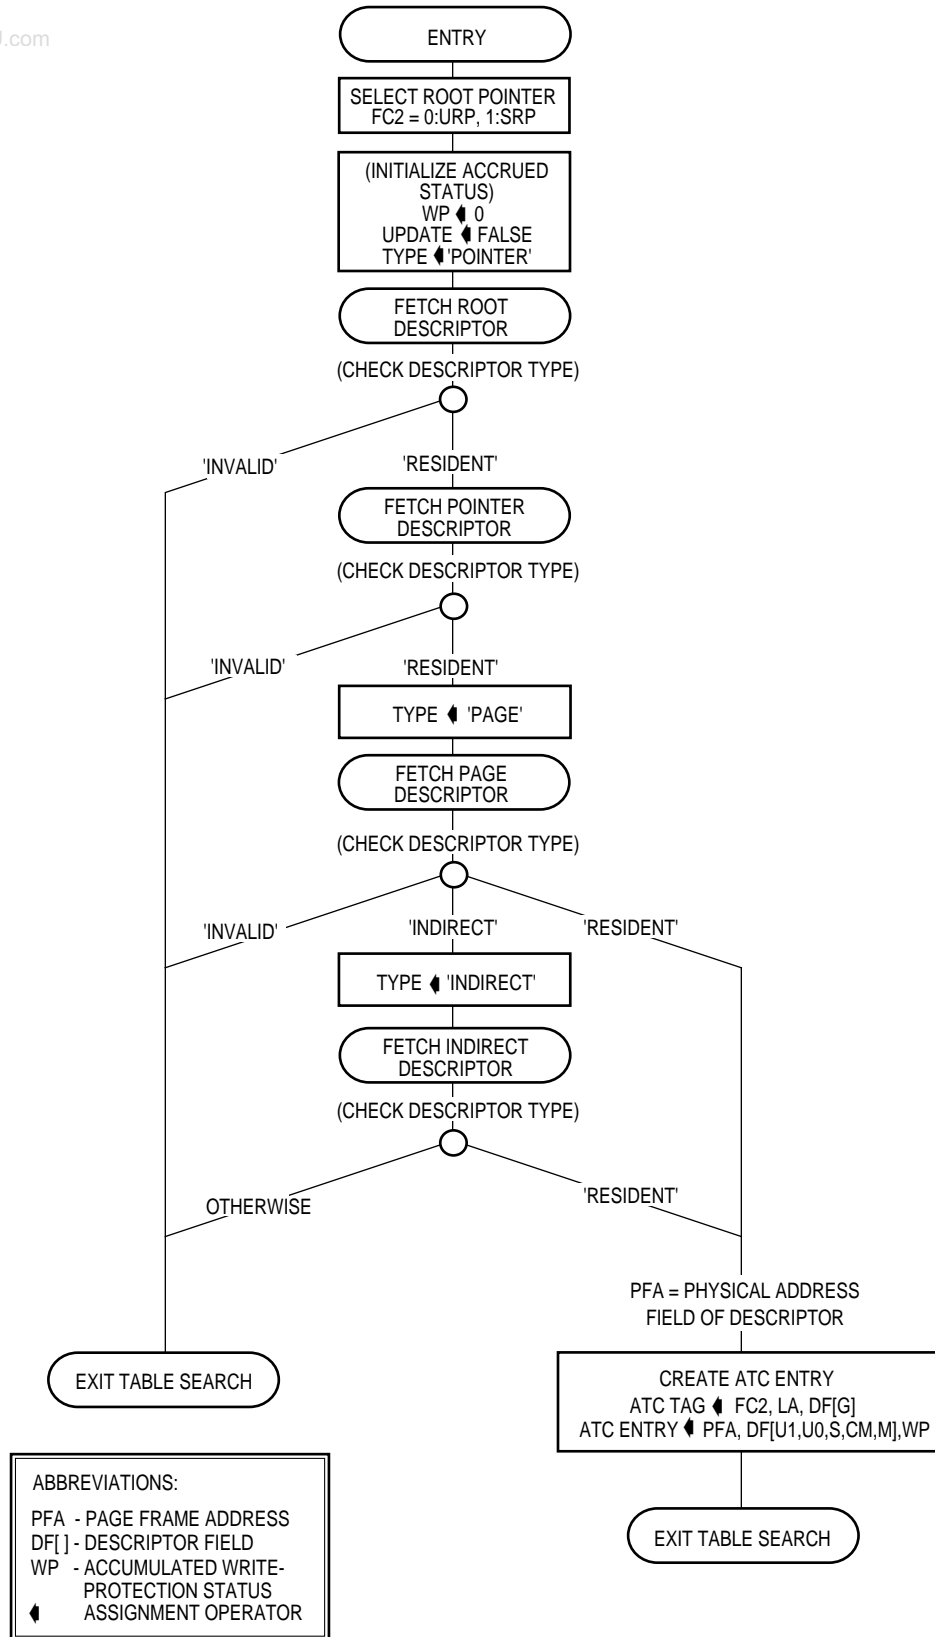 J.com
ENTRY
SELECT ROOT POINTER
FC2 = 0:URP, 1:SRP
(INITIALIZE ACCRUED
STATUS)
WP 0
UPDATE FALSE
TYPE 'POINTER'
FETCH ROOT
DESCRIPTOR
(CHECK DESCRIPTOR TYPE)
'INVALID'
'RESIDENT'
FETCH POINTER
DESCRIPTOR
(CHECK DESCRIPTOR TYPE)
'INVALID'
'RESIDENT'
TYPE 'PAGE'
FETCH PAGE
DESCRIPTOR
(CHECK DESCRIPTOR TYPE)
'INVALID'
'INDIRECT'
'RESIDENT'
TYPE 'INDIRECT'
FETCH INDIRECT
DESCRIPTOR
(CHECK DESCRIPTOR TYPE)
OTHERWISE
'RESIDENT'
PFA = PHYSICAL ADDRESS
FIELD OF DESCRIPTOR
EXIT TABLE SEARCH
CREATE ATC ENTRY
ATC TAG FC2, LA, DF[G]
ATC ENTRY PFA, DF[U1,U0,S,CM,M],WP
EXIT TABLE SEARCH
ABBREVIATIONS:
PFA - PAGE FRAME ADDRESS
DF[ ] - DESCRIPTOR FIELD
WP - ACCUMULATED WRITE-
PROTECTION STATUS
ASSIGNMENT OPERATOR